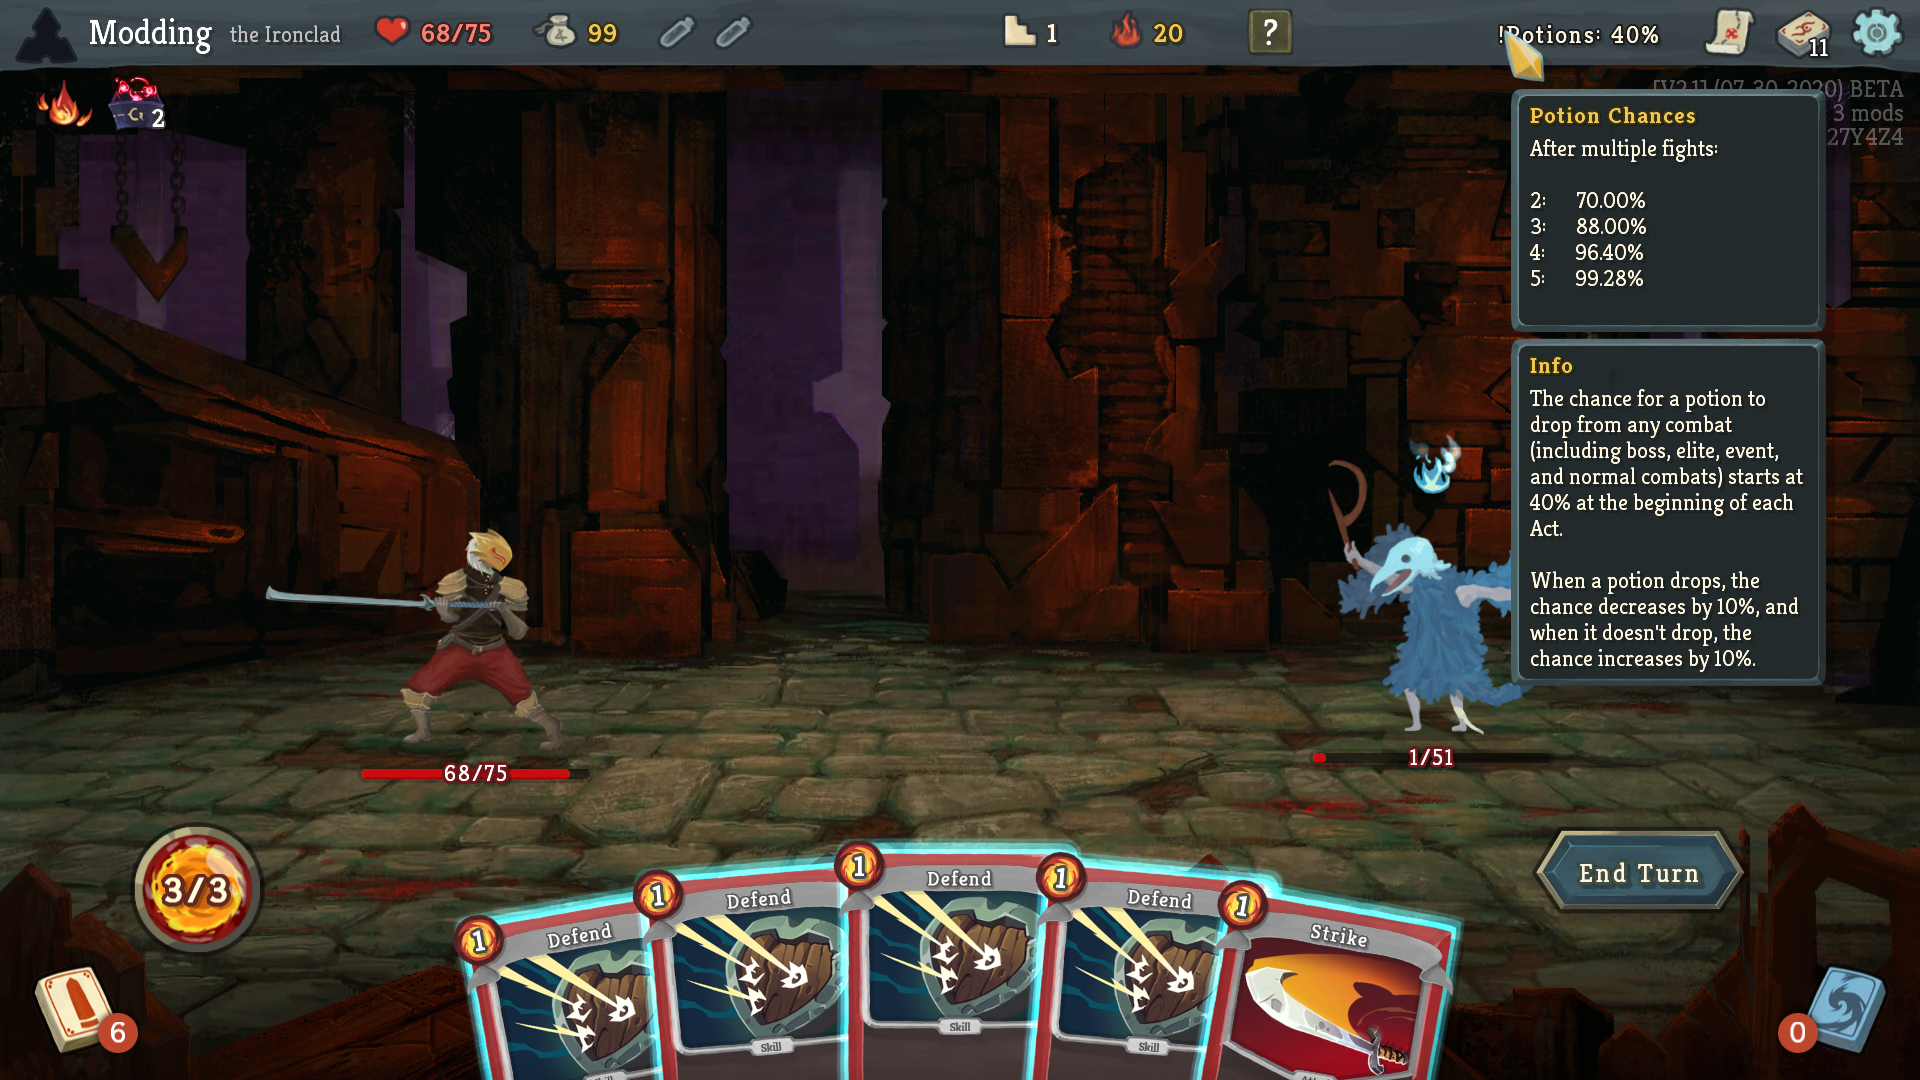 Modding the Ironclad 68/75 99 1 20 ? !Potions: 40% 11
2
BETA
3 mods
27Y4Z4
Potion Chances
After multiple fights:
2: 70.00%
3: 88.00%
4: 96.40%
5: 99.28%
Info
The chance for a potion to
drop from any combat
(including boss, elite, event,
and normal combats) starts at
40% at the beginning of each
Act.
When a potion drops, the
chance decreases by 10%, and
when it doesn't drop, the
chance increases by 10%.
68/75
1/51
3/3
End Turn
1 Defend
1 Defend
Skill
1 Defend
Skill
1 Defend
Skill
1 Strike
6
0